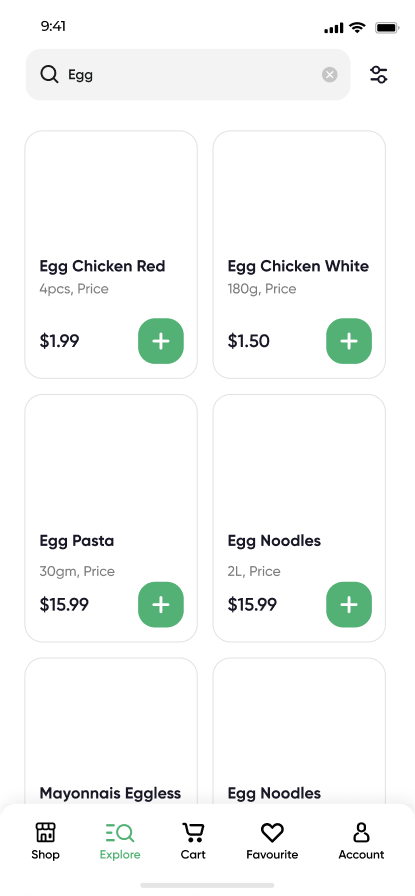 9:41
Egg
Egg Chicken Red
4pcs, Price
$1.99
Egg Chicken White
180g, Price
$1.50
Egg Pasta
30gm, Price
$15.99
Egg Noodles
2L, Price
$15.99
Mayonnais Eggless
Egg Noodles
Shop
Explore
Cart
Favourite
Account